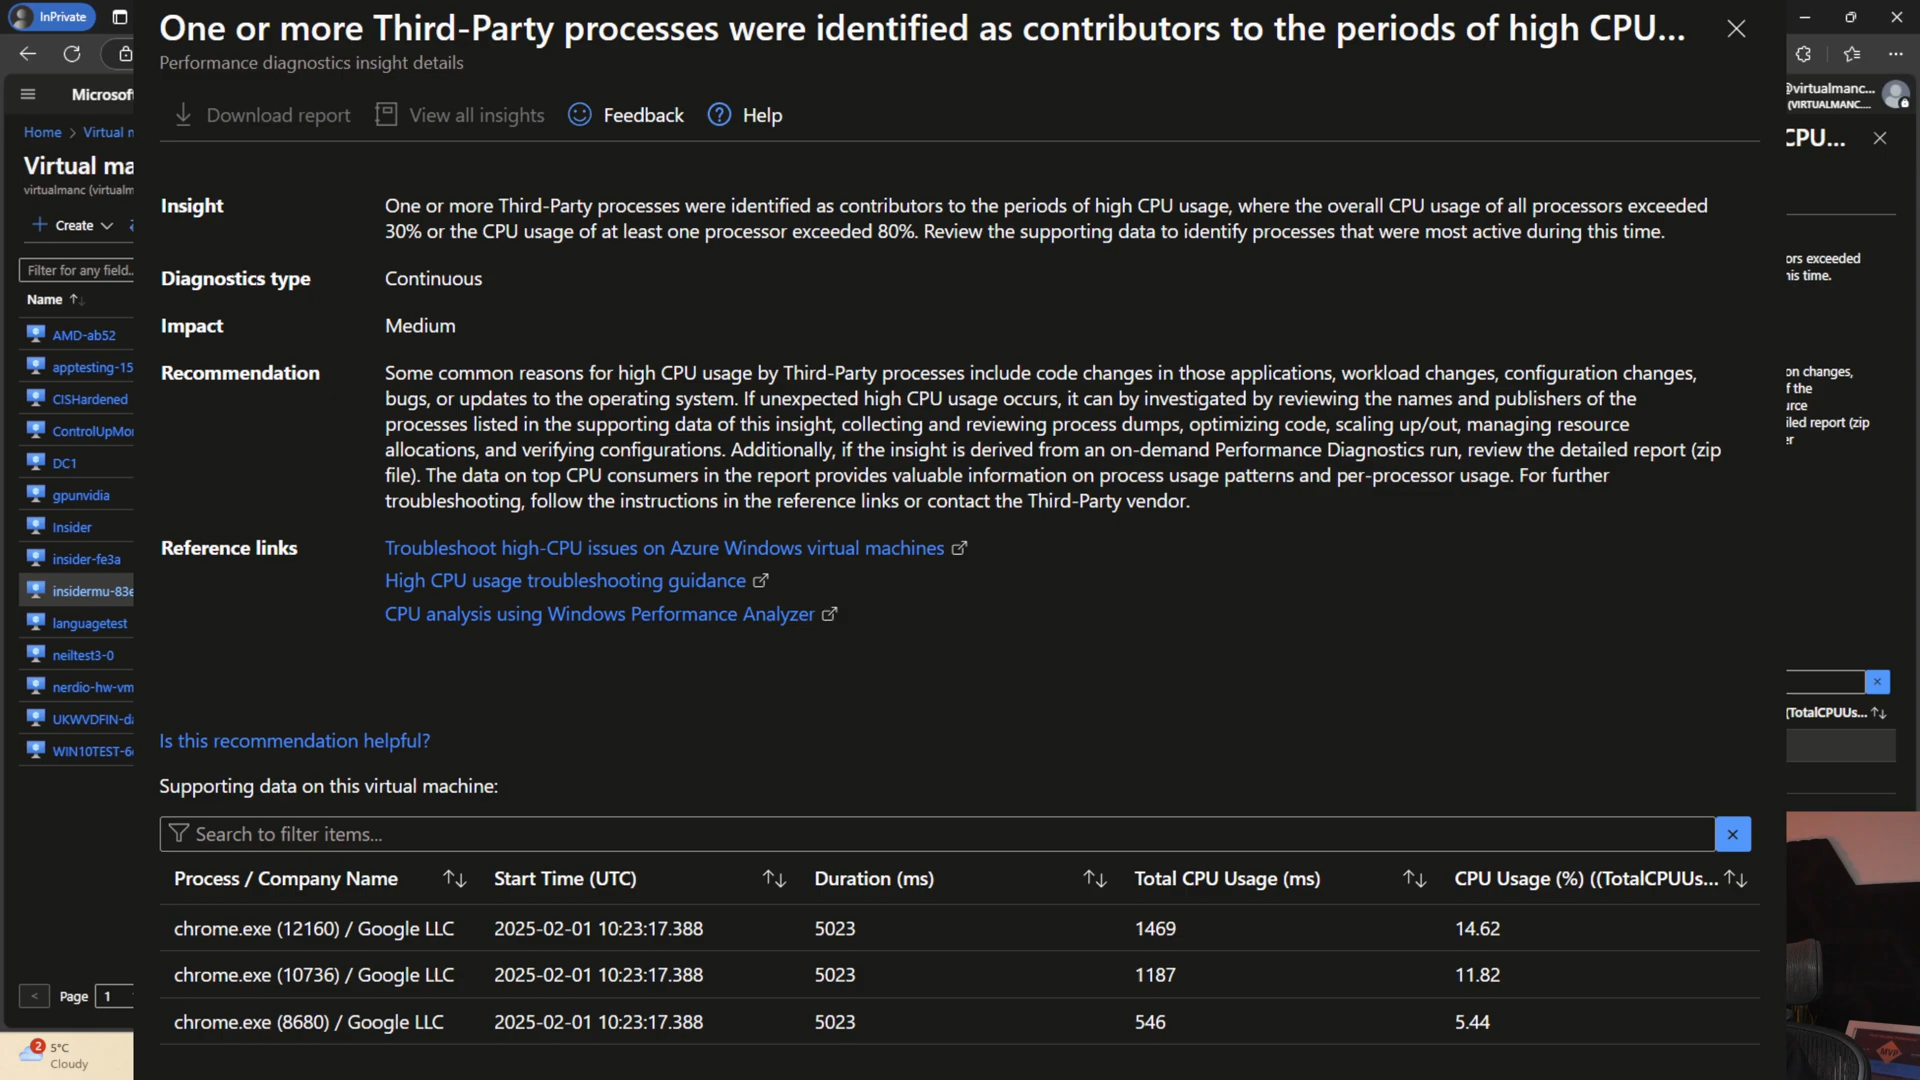 InPrivate
One or more Third-Party processes were identified as contributors to the periods of high CPU...
Performance diagnostics insight details
Download report
View all insights
Feedback
Help
Microsof
Home > Virtual m
Virtual ma
virtualmanc (virtualm
Create
Filter for any field..
Name
AMD-ab52
apptesting-15
CISHardened
ControlUpMo
DC1
gpunvidia
Insider
insider-fe3a
insidermu-83e
languagetest
neiltest3-0
nerdio-hw-vm
UKWVDFIN-da
WIN10TEST-6
< Page 1
2 5°C
Cloudy
Insight
One or more Third-Party processes were identified as contributors to the periods of high CPU usage, where the overall CPU usage of all processors exceeded
30% or the CPU usage of at least one processor exceeded 80%. Review the supporting data to identify processes that were most active during this time.
Diagnostics type
Continuous
Impact
Medium
Recommendation
Some common reasons for high CPU usage by Third-Party processes include code changes in those applications, workload changes, configuration changes,
bugs, or updates to the operating system. If unexpected high CPU usage occurs, it can by investigated by reviewing the names and publishers of the
processes listed in the supporting data of this insight, collecting and reviewing process dumps, optimizing code, scaling up/out, managing resource
allocations, and verifying configurations. Additionally, if the insight is derived from an on-demand Performance Diagnostics run, review the detailed report (zip
file). The data on top CPU consumers in the report provides valuable information on process usage patterns and per-processor usage. For further
troubleshooting, follow the instructions in the reference links or contact the Third-Party vendor.
Reference links
Troubleshoot high-CPU issues on Azure Windows virtual machines
High CPU usage troubleshooting guidance
CPU analysis using Windows Performance Analyzer
Is this recommendation helpful?
Supporting data on this virtual machine:
Search to filter items...
Process / Company Name
Start Time (UTC)
Duration (ms)
Total CPU Usage (ms)
CPU Usage (%) ((TotalCPUUs...
chrome.exe (12160) / Google LLC 2025-02-01 10:23:17.388 5023 1469 14.62
chrome.exe (10736) / Google LLC 2025-02-01 10:23:17.388 5023 1187 11.82
chrome.exe (8680) / Google LLC 2025-02-01 10:23:17.388 5023 546 5.44
virtualmanc...
(VIRTUALMANC....
CPU...
ors exceeded
is time.
on changes,
f the
urce
iled report (zip
er
(TotalCPUUs...
MVP